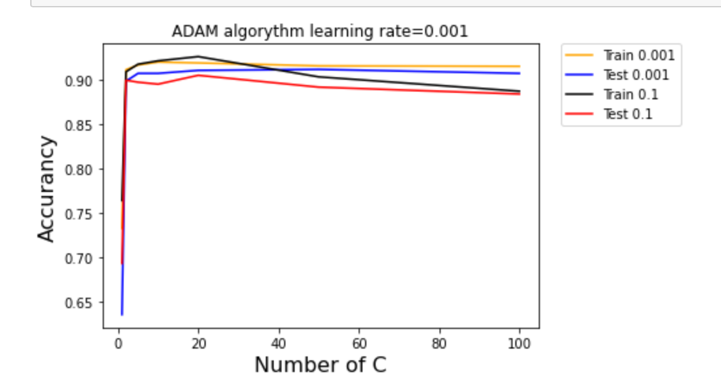 ADAM algorythm learning rate=0.001
Train 0.001
Test 0.001
Train 0.1
Test 0.1
Accurancy
0.90
0.85
0.80
0.75
0.70
0.65
0 20 40 60 80 100
Number of C